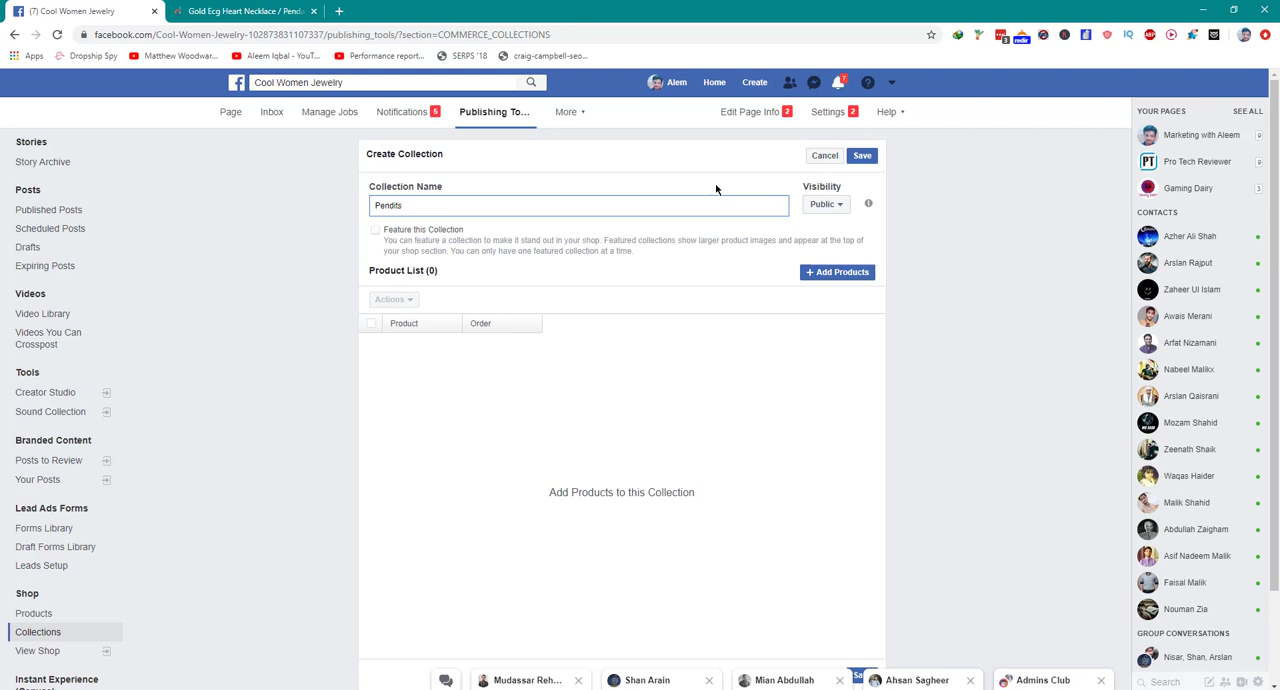 (7) Cool Women Jewelry
Gold Ecg Heart Necklace / Penda
facebook.com/Cool-Women-Jewelry-102873831107337/publishing_tools/?section=COMMERCE_COLLECTIONS
Apps
Dropship Spy
Matthew Woodwar...
Aleem Iqbal - YouT...
Performance report...
SERPS '18
craig-campbell-seo...
Cool Women Jewelry
Alem
Home
Create
7
Page
Inbox
Manage Jobs
Notifications 5
Publishing To...
More
Edit Page Info 2
Settings 2
Help
Stories
Story Archive
Posts
Published Posts
Scheduled Posts
Drafts
Expiring Posts
Videos
Video Library
Videos You Can
Crosspost
Tools
Creator Studio
Sound Collection
Branded Content
Posts to Review
Your Posts
Lead Ads Forms
Forms Library
Draft Forms Library
Leads Setup
Shop
Products
Collections
View Shop
Instant Experience
Create Collection
Cancel
Save
Collection Name
Visibility
Pendits
Public
Feature this Collection
You can feature a collection to make it stand out in your shop. Featured collections show larger product images and appear at the top of
your shop section. You can only have one featured collection at a time.
Product List (0)
+ Add Products
Actions
Product
Order
Add Products to this Collection
YOUR PAGES
SEE ALL
Marketing with Aleem
Pro Tech Reviewer
Gaming Dairy 3
CONTACTS
Azher Ali Shah
Arslan Rajput
Zaheer Ul Islam
Awais Merani
Arfat Nizamani
Nabeel Malikx
Arslan Qaisrani
Mozam Shahid
Zeenath Shaik
Waqas Haider
Malik Shahid
Abdullah Zaigham
Asif Nadeem Malik
Faisal Malik
Nouman Zia
GROUP CONVERSATIONS
Nisar, Shan, Arslan
Search
Mudassar Reh...
Shan Arain
Mian Abdullah
Ahsan Sagheer
Admins Club